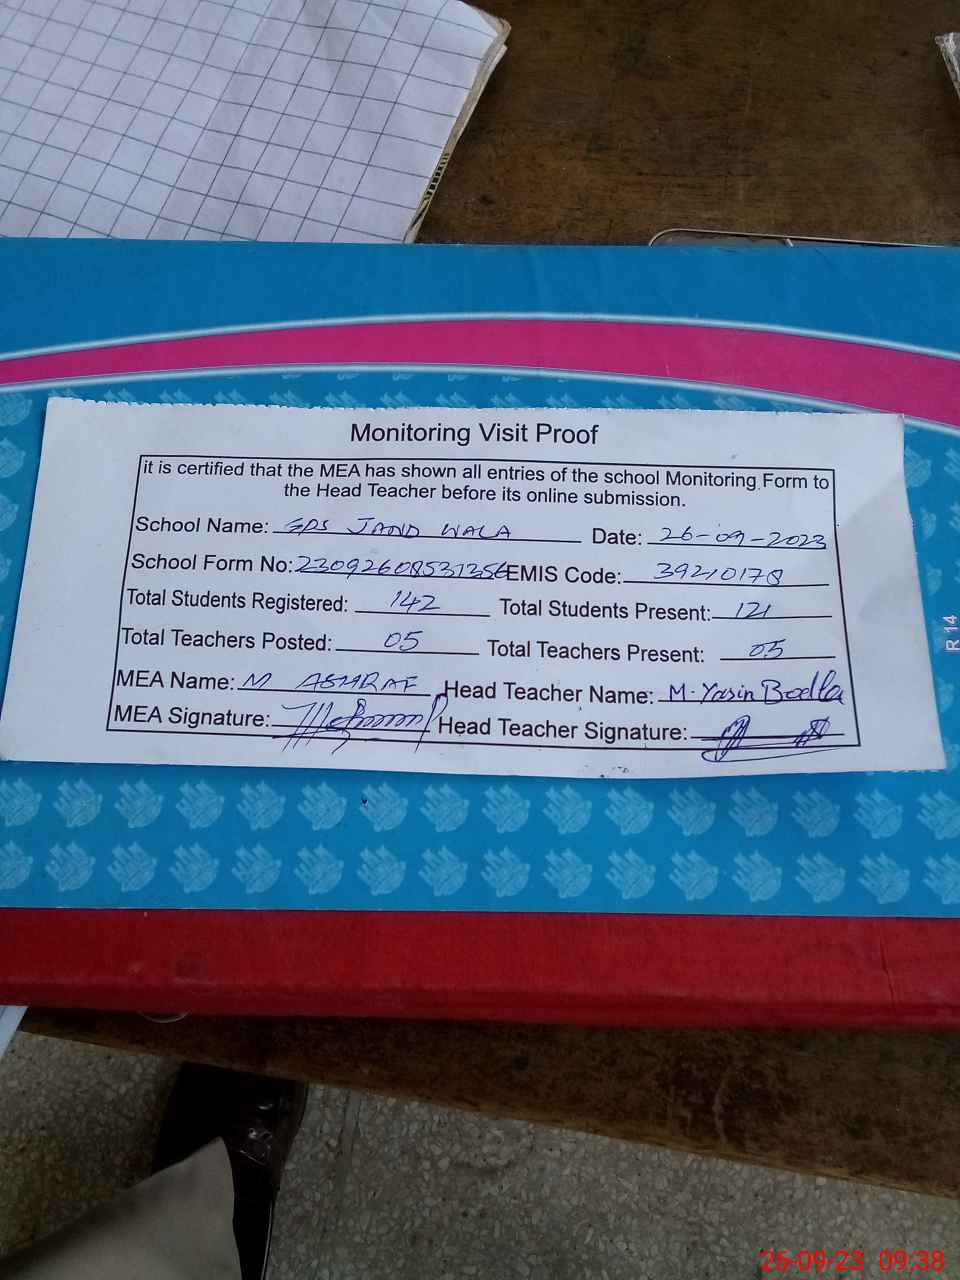 Monitoring Visit Proof
it is certified that the MEA has shown all entries of the school Monitoring Form to
the Head Teacher before its online submission.
School Name: GPS JAND WALA Date: 26-09-2023
School Form No: 23092608531356 EMIS Code: 39210178
Total Students Registered: 142 Total Students Present: 121
Total Teachers Posted: 05 Total Teachers Present: 05
MEA Name: M ASHRAF Head Teacher Name: M. Yasin Bodla
MEA Signature: Head Teacher Signature:
R 14
26-09-23 09:38